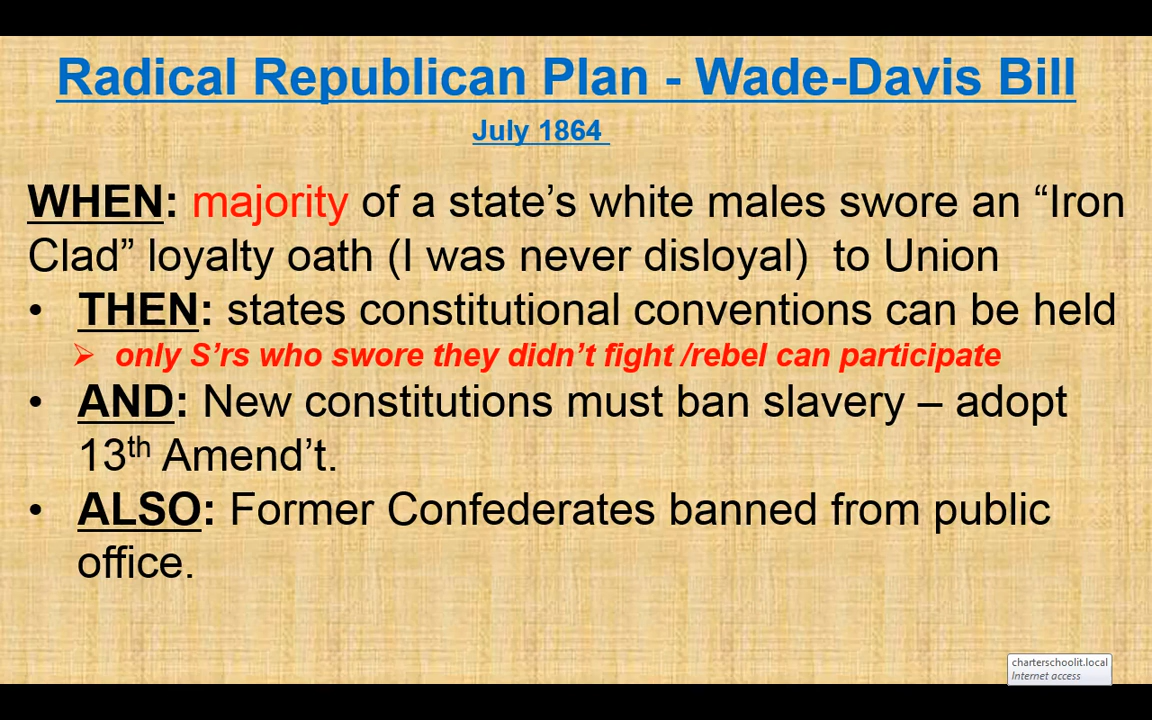 Radical Republican Plan - Wade-Davis Bill
July 1864
WHEN: majority of a state’s white males swore an “Iron
Clad” loyalty oath (I was never disloyal)  to Union
• THEN: states constitutional conventions can be held
➢ only S’rs who swore they didn’t fight /rebel can participate
• AND: New constitutions must ban slavery – adopt
13th Amend’t.
• ALSO: Former Confederates banned from public
office.
charterschoolit.local
Internet access